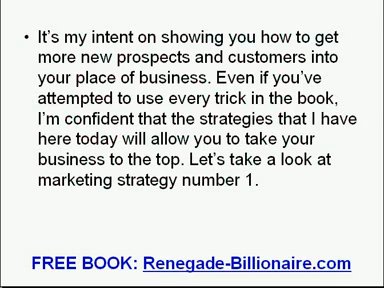 • It's my intent on showing you how to get
more new prospects and customers into
your place of business. Even if you've
attempted to use every trick in the book,
I'm confident that the strategies that I have
here today will allow you to take your
business to the top. Let's take a look at
marketing strategy number 1.
FREE BOOK: Renegade-Billionaire.com